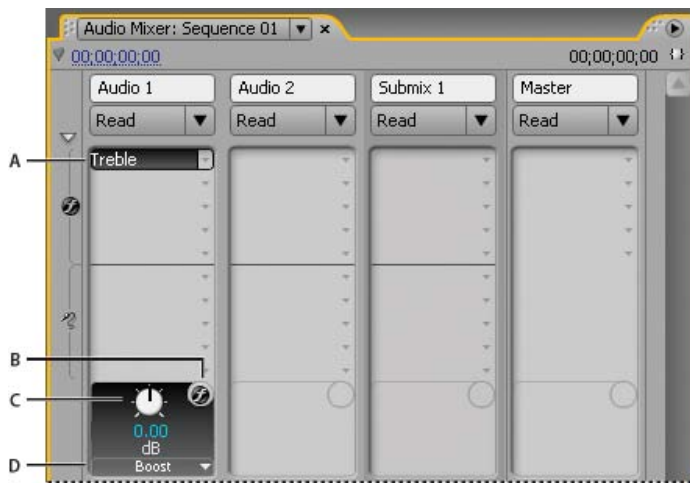 Audio Mixer: Sequence 01
00;00;00;00
00;00;00;00
Audio 1
Audio 2
Submix 1
Master
Read
Read
Read
Read
A
Treble
B
C
0.00
dB
D
Boost